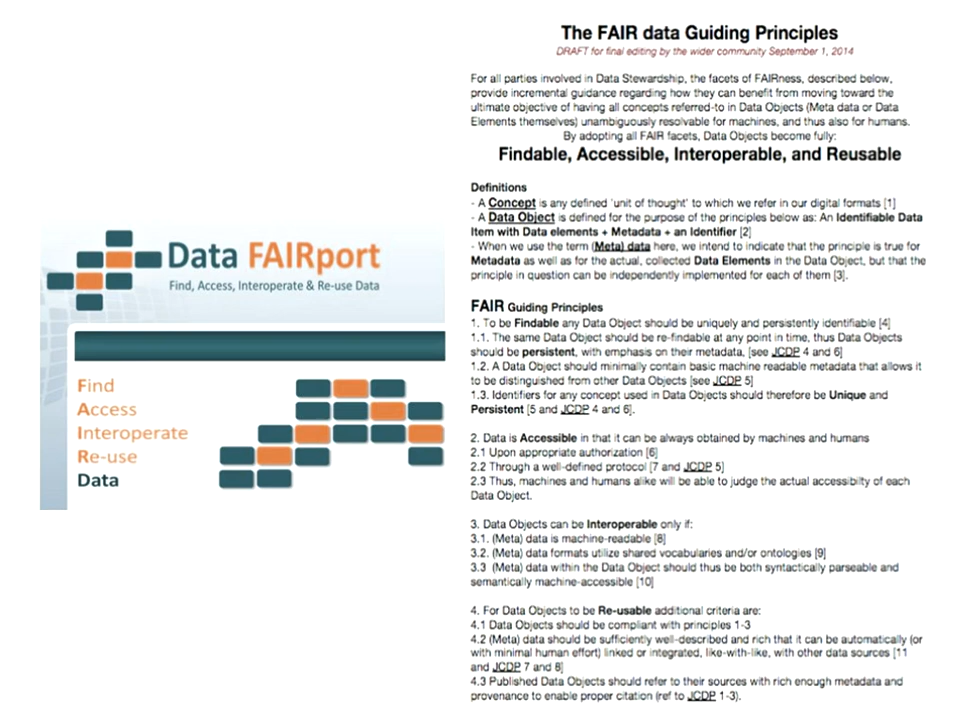 Data FAIRport
Find, Access, Interoperate & Re-use Data
Find
Access
Interoperate
Re-use
Data
The FAIR data Guiding Principles
DRAFT for final editing by the wider community September 1, 2014
For all parties involved in Data Stewardship, the facets of FAIRness, described below,
provide incremental guidance regarding how they can benefit from moving toward the
ultimate objective of having all concepts referred-to in Data Objects (Meta data or Data
Elements themselves) unambiguously resolvable for machines, and thus also for humans.
By adopting all FAIR facets, Data Objects become fully:
Findable, Accessible, Interoperable, and Reusable
Definitions
- A Concept is any defined 'unit of thought' to which we refer in our digital formats [1]
- A Data Object is defined for the purpose of the principles below as: An Identifiable Data
Item with Data elements + Metadata + an Identifier [2]
- When we use the term (Meta) data here, we intend to indicate that the principle is true for
Metadata as well as for the actual, collected Data Elements in the Data Object, but that the
principle in question can be independently implemented for each of them [3].
FAIR Guiding Principles
1. To be Findable any Data Object should be uniquely and persistently identifiable [4]
1.1. The same Data Object should be re-findable at any point in time, thus Data Objects
should be persistent, with emphasis on their metadata, [see JCDP 4 and 6]
1.2. A Data Object should minimally contain basic machine readable metadata that allows it
to be distinguished from other Data Objects [see JCDP 5]
1.3. Identifiers for any concept used in Data Objects should therefore be Unique and
Persistent [5 and JCDP 4 and 6].
2. Data is Accessible in that it can be always obtained by machines and humans
2.1 Upon appropriate authorization [6]
2.2 Through a well-defined protocol [7 and JCDP 5]
2.3 Thus, machines and humans alike will be able to judge the actual accessibilty of each
Data Object.
3. Data Objects can be Interoperable only if:
3.1. (Meta) data is machine-readable [8]
3.2. (Meta) data formats utilize shared vocabularies and/or ontologies [9]
3.3 (Meta) data within the Data Object should thus be both syntactically parseable and
semantically machine-accessible [10]
4. For Data Objects to be Re-usable additional criteria are:
4.1 Data Objects should be compliant with principles 1-3
4.2 (Meta) data should be sufficiently well-described and rich that it can be automatically (or
with minimal human effort) linked or integrated, like-with-like, with other data sources [11
and JCDP 7 and 8]
4.3 Published Data Objects should refer to their sources with rich enough metadata and
provenance to enable proper citation (ref to JCDP 1-3).